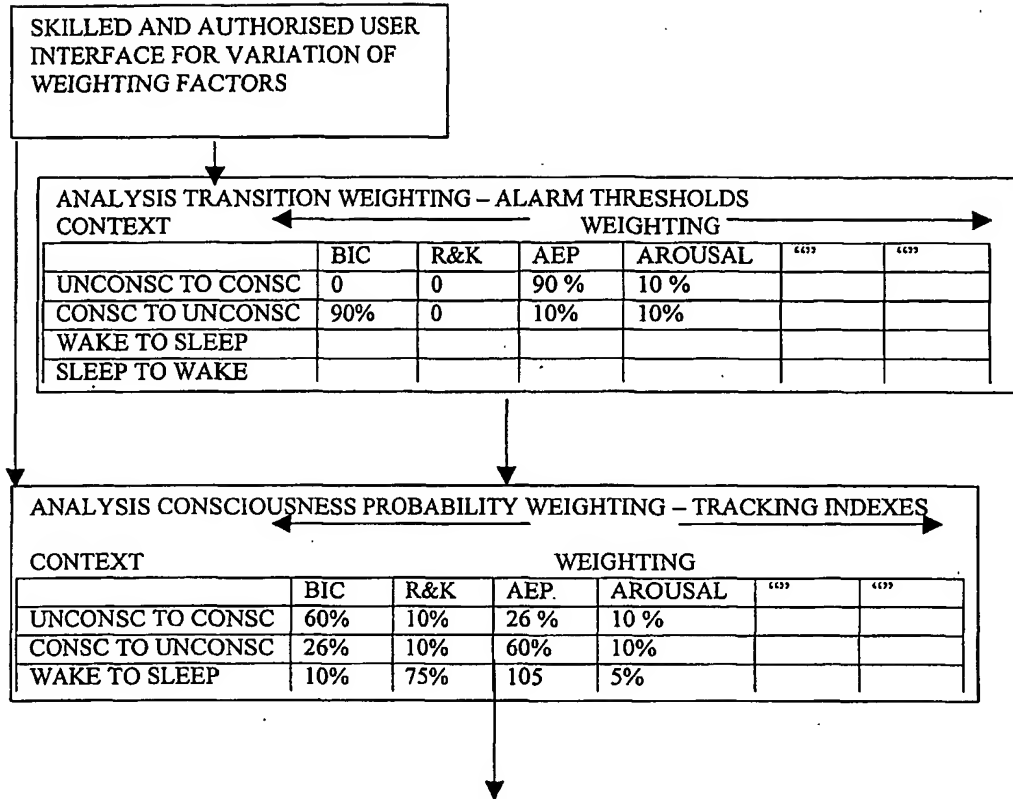 SKILLED AND AUTHORISED USER
INTERFACE FOR VARIATION OF
WEIGHTING FACTORS
ANALYSIS TRANSITION WEIGHTING – ALARM THRESHOLDS
CONTEXT WEIGHTING
BIC R&K AEP AROUSAL “” “”
UNCONSC TO CONSC 0 0 90 % 10 %
CONSC TO UNCONSC 90% 0 10% 10%
WAKE TO SLEEP
SLEEP TO WAKE
ANALYSIS CONSCIOUSNESS PROBABILITY WEIGHTING – TRACKING INDEXES
CONTEXT WEIGHTING
BIC R&K AEP. AROUSAL “” “”
UNCONSC TO CONSC 60% 10% 26 % 10 %
CONSC TO UNCONSC 26% 10% 60% 10%
WAKE TO SLEEP 10% 75% 105 5%